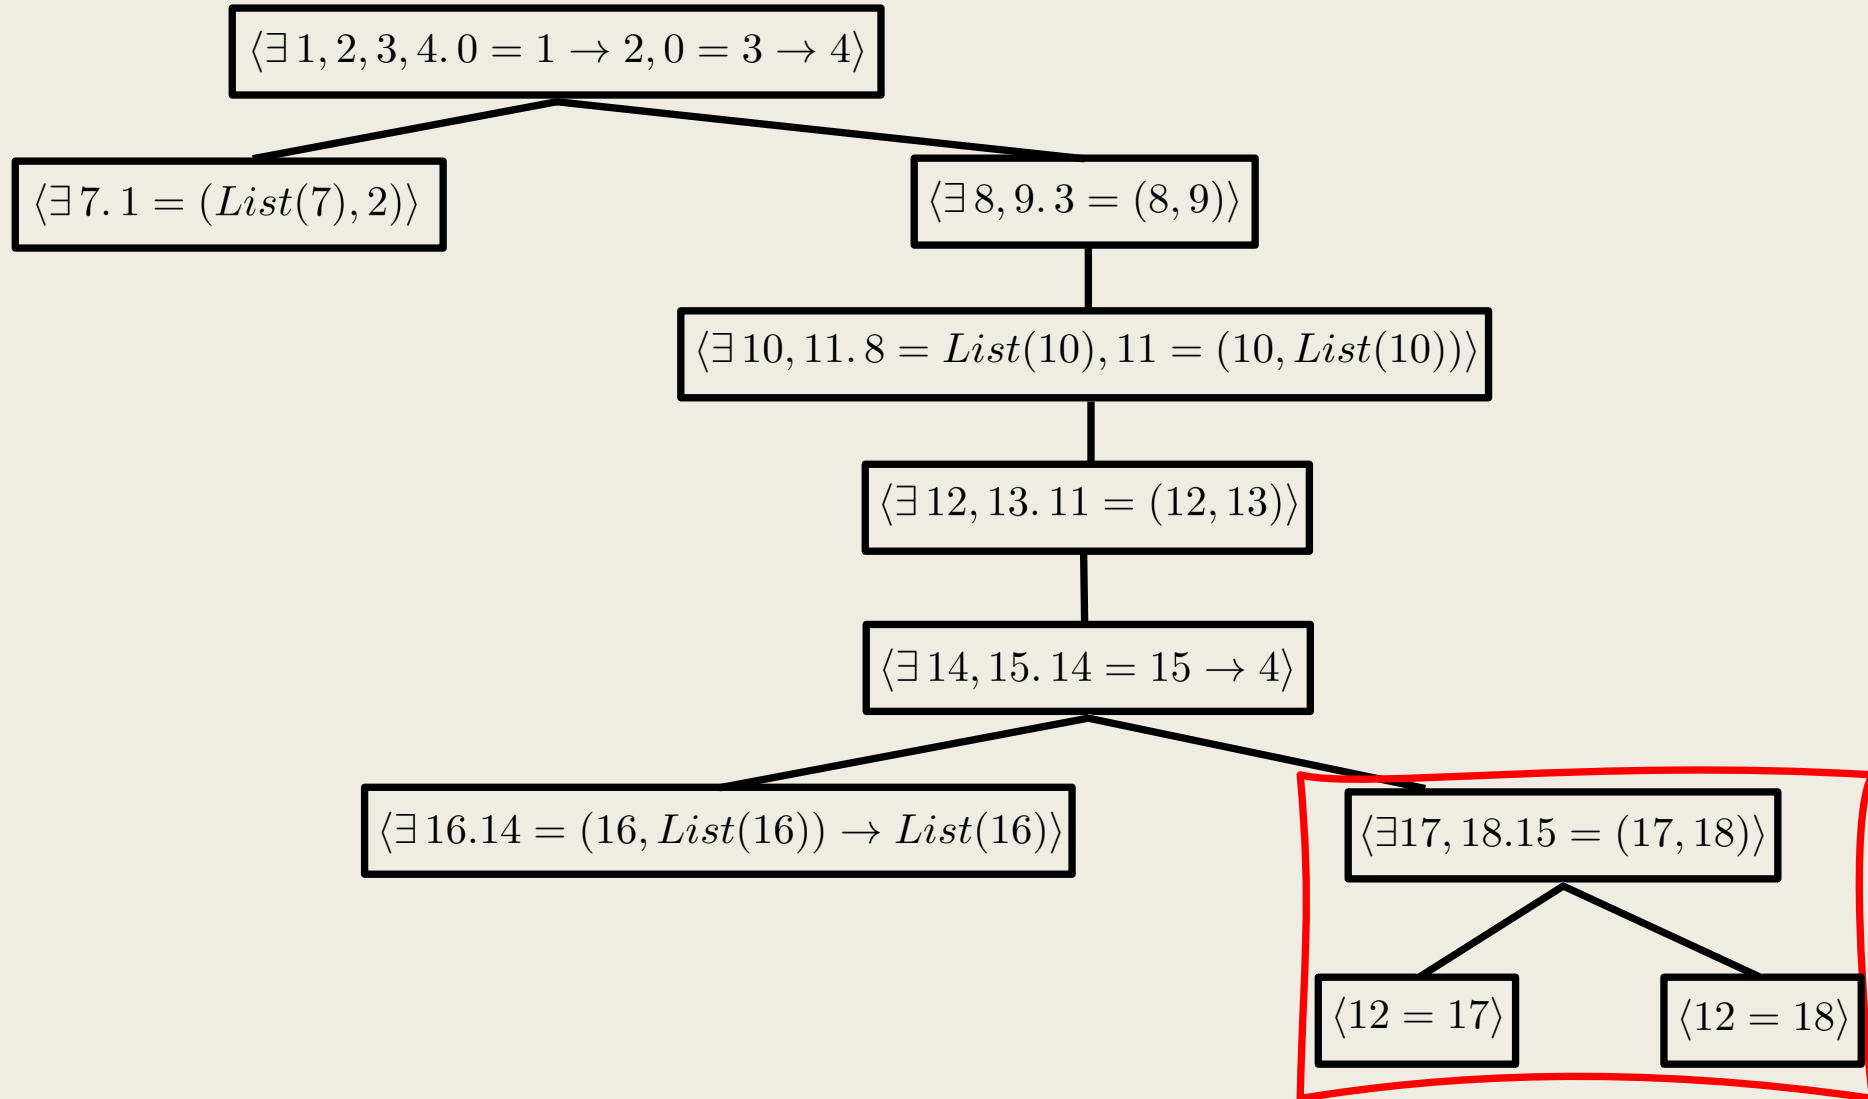 ⟨∃ 1, 2, 3, 4. 0 = 1 → 2, 0 = 3 → 4⟩
⟨∃ 7. 1 = (List(7), 2)⟩
⟨∃ 8, 9. 3 = (8, 9)⟩
⟨∃ 10, 11. 8 = List(10), 11 = (10, List(10))⟩
⟨∃ 12, 13. 11 = (12, 13)⟩
⟨∃ 14, 15. 14 = 15 → 4⟩
⟨∃ 16.14 = (16, List(16)) → List(16)⟩
⟨∃17, 18.15 = (17, 18)⟩
⟨12 = 17⟩
⟨12 = 18⟩